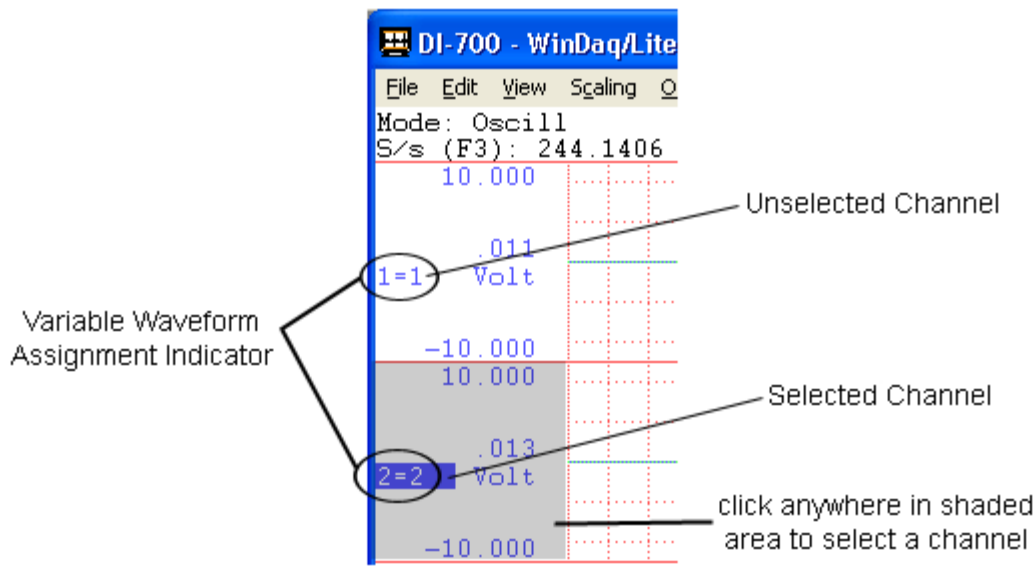 DI-700 - WinDaq/Lite
File Edit View Scaling O
Mode: Oscill
S/s (F3): 244.1406
10.000
.011
1=1 Volt
-10.000
10.000
.013
2=2 Volt
-10.000
Unselected Channel
Variable Waveform
Assignment Indicator
Selected Channel
click anywhere in shaded
area to select a channel